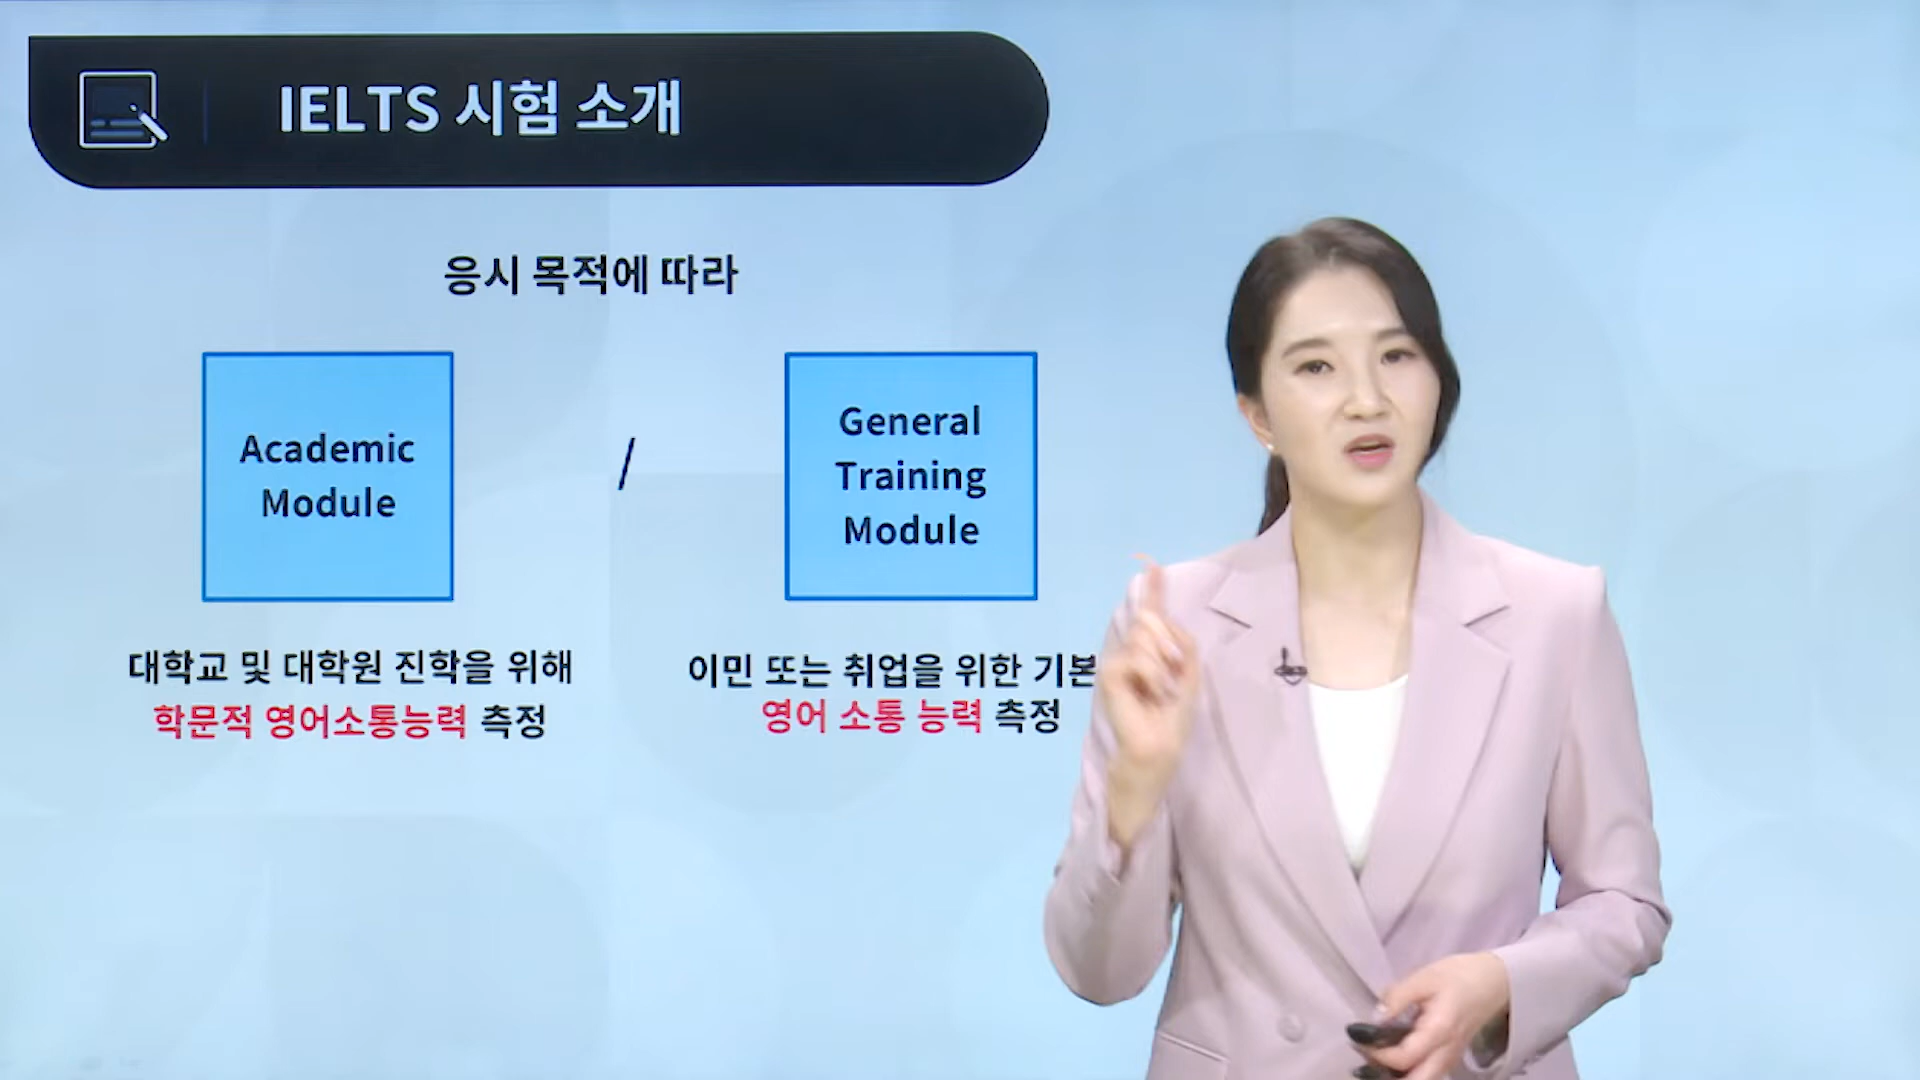 IELTS 시험 소개
응시 목적에 따라
Academic
Module
/
General
Training
Module
대학교 및 대학원 진학을 위해
학문적 영어소통능력 측정
이민 또는 취업을 위한 기본
영어 소통 능력 측정